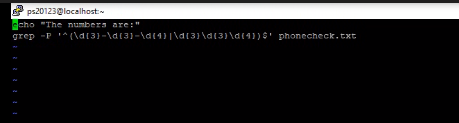 ps20123@localhost:~
echo "The numbers are:"
grep -P '^(\d{3}-\d{3}-\d{4}|\d{3}\d{3}\d{4})$' phonecheck.txt
~
~
~
~
~
~